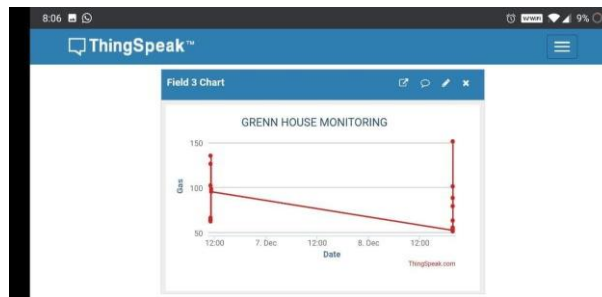 8:06
9%
ThingSpeak™
Field 3 Chart
GRENN HOUSE MONITORING
150
100
50
Gas
12:00 7. Dec 12:00 8. Dec 12:00
Date
ThingSpeak.com